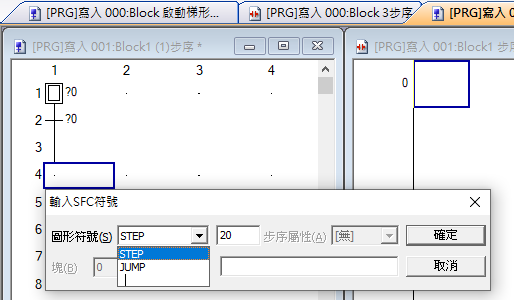 [PRG]寫入 000:Block 啟動梯形...
[PRG]寫入 000:Block 3步序
[PRG]寫入 0
[PRG]寫入 001:Block1 (1)步序 *
[PRG]寫入 001:Block1 步序
1 2 3 4
1 ?0
2 ?0
3
4
5
6
7
8
0
輸入SFC符號
圖形符號(S) STEP 20 步序屬性(A) [無] 確定
STEP
JUMP
|
塊(B) 0 取消